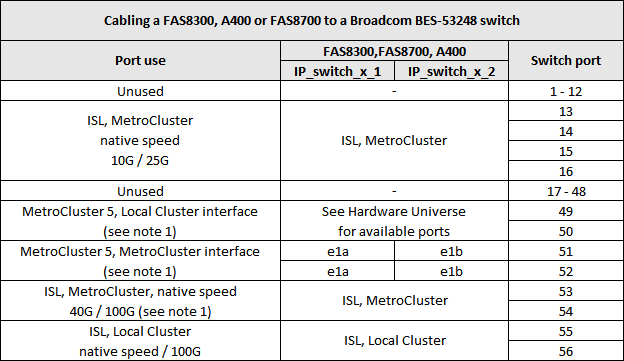 Cabling a FAS8300, A400 or FAS8700 to a Broadcom BES-53248 switch
Port use
FAS8300,FAS8700, A400
Switch port
IP_switch_x_1
IP_switch_x_2
Unused
-
1 - 12
ISL, MetroCluster
native speed
10G / 25G
ISL, MetroCluster
13
14
15
16
Unused
-
17 - 48
MetroCluster 5, Local Cluster interface
(see note 1)
See Hardware Universe
for available ports
49
50
MetroCluster 5, MetroCluster interface
(see note 1)
e1a
e1b
51
e1a
e1b
52
ISL, MetroCluster, native speed
40G / 100G (see note 1)
ISL, MetroCluster
53
54
ISL, Local Cluster
native speed / 100G
ISL, Local Cluster
55
56